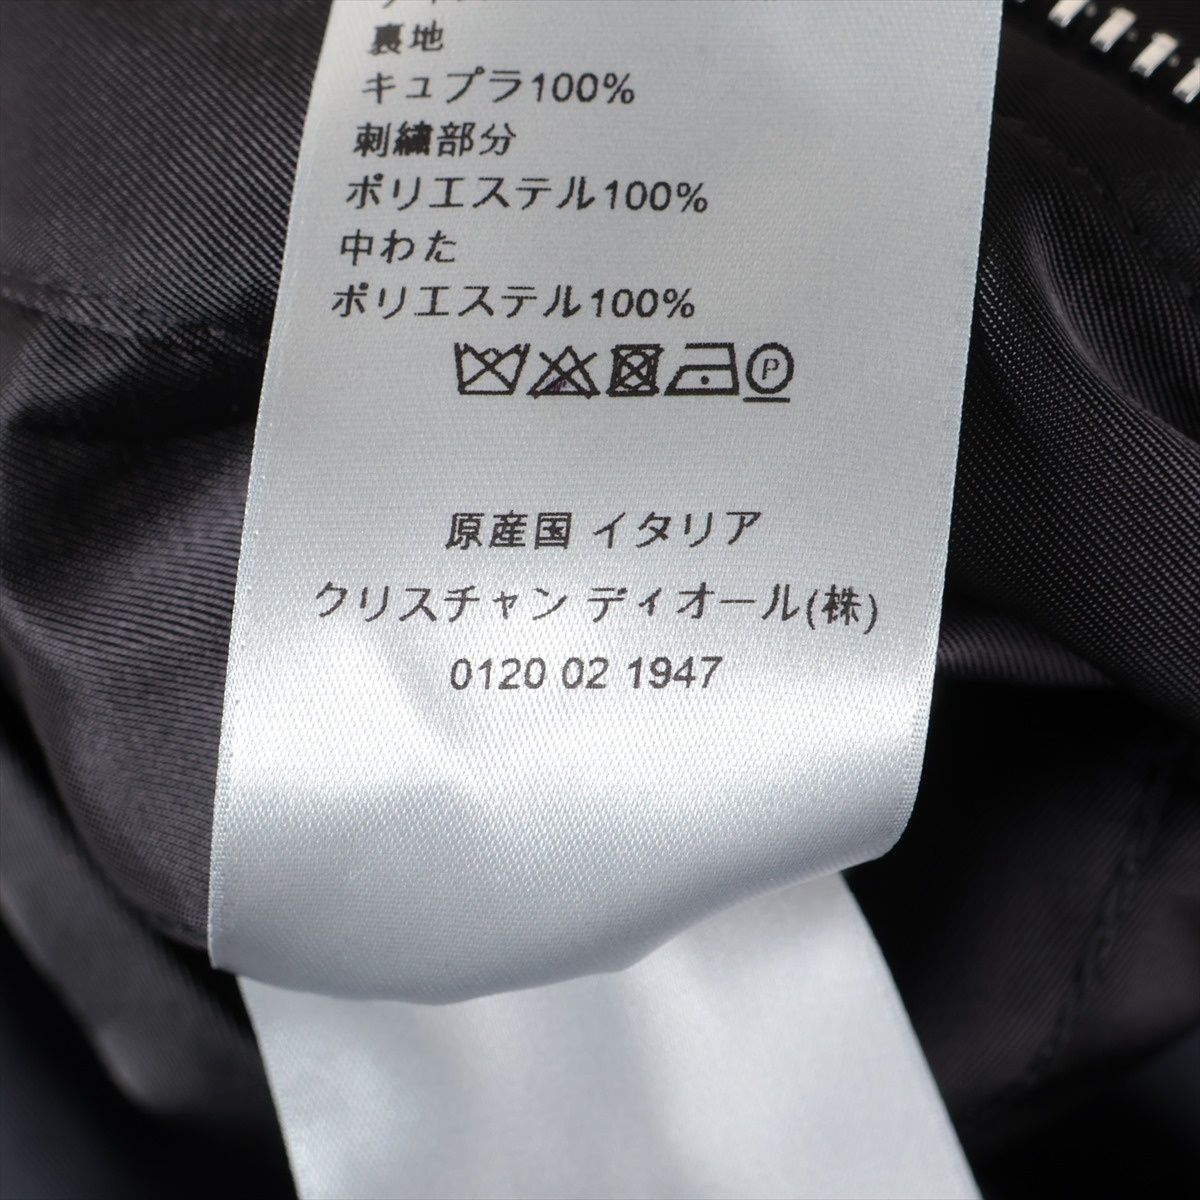 裏地
キュプラ100%
刺繍部分
ポリエステル100%
中わた
ポリエステル100%
P
原産国 イタリア
クリスチャン ディオール(株)
0120 02 1947